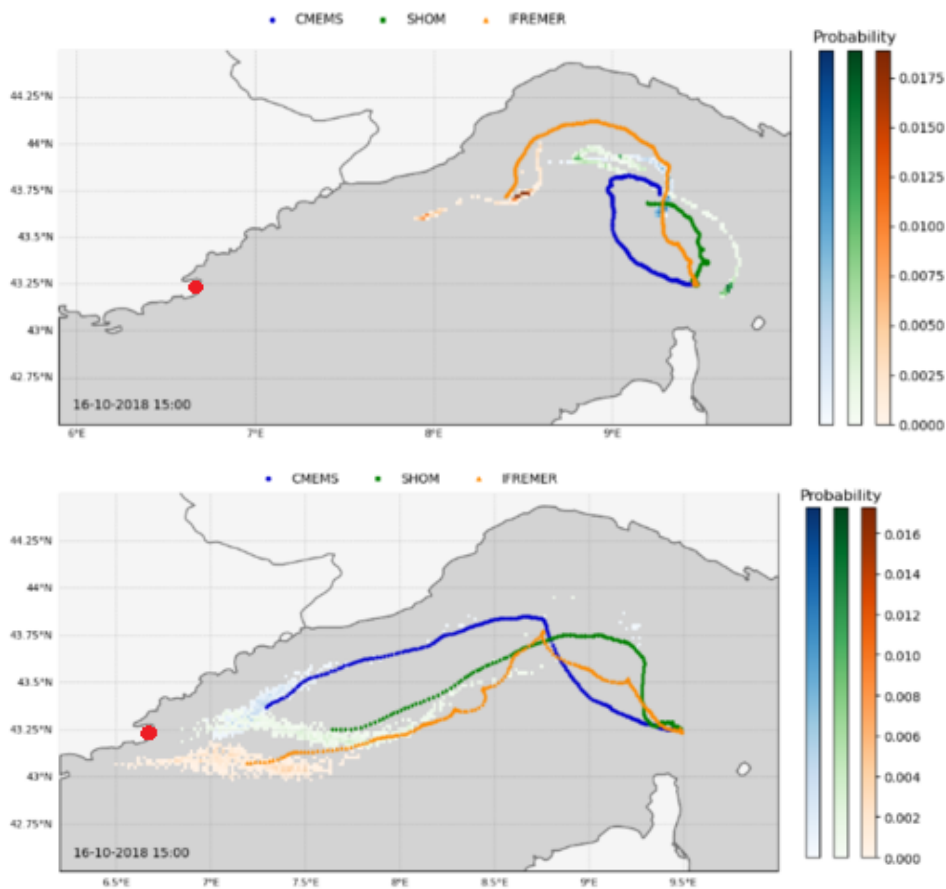 CMEMS SHOM IFREMER
Probability
44.25°N
44°N
43.75°N
43.5°N
43.25°N
43°N
42.75°N
16-10-2018 15:00
6°E 7°E 8°E 9°E
0.0175
0.0150
0.0125
0.0100
0.0075
0.0050
0.0025
0.0000
CMEMS SHOM IFREMER
Probability
44.25°N
44°N
43.75°N
43.5°N
43.25°N
43°N
42.75°N
16-10-2018 15:00
6.5°E 7°E 7.5°E 8°E 8.5°E 9°E 9.5°E
0.016
0.014
0.012
0.010
0.008
0.006
0.004
0.002
0.000